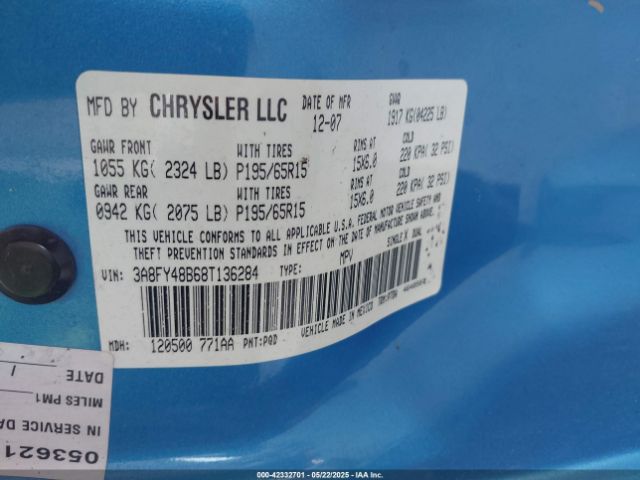 MFD BY CHRYSLER LLC
DATE OF MFR
12-07
GVWR
1917 KG(04225 LB)
GAWR FRONT
1055 KG( 2324 LB)
WITH TIRES
P195/65R15
RIMS AT
15X6.0
COLD
220 KPA( 32 PSI)
GAWR REAR
0942 KG( 2075 LB)
WITH TIRES
P195/65R15
RIMS AT
15X6.0
COLD
220 KPA( 32 PSI)
THIS VEHICLE CONFORMS TO ALL APPLICABLE U.S.A. FEDERAL MOTOR VEHICLE SAFETY AND
THEFT PREVENTION STANDARDS IN EFFECT ON THE DATE OF MANUFACTURE SHOWN ABOVE.
VIN: 3A8FY48B68T136284
TYPE: MPV
SINGLE X DUAL
MDH: 120500 771AA
PNT:PQD
VEHICLE MADE IN MEXICO
DATE
MILES PM1
IN SERVICE DA
053621
000-42332701 - 05/22/2025 - IAAI.com